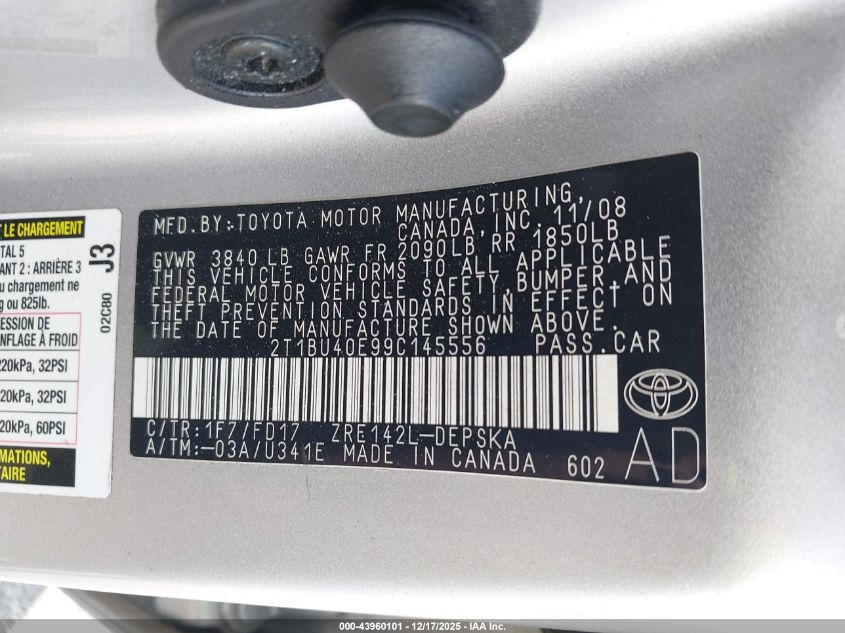 T LE CHARGEMENT
TAL 5
ANT 2 : ARRIÈRE 3
u chargement ne
g ou 825lb.
ESSION DE
NFLAGE À FROID
220kPa, 32PSI
20kPa, 32PSI
20kPa, 60PSI
MATIONS,
TAIRE
J3
02C80
MFD.BY:TOYOTA MOTOR MANUFACTURING,
CANADA,INC. 11/08
GVWR 3840 LB GAWR FR 2090LB,RR 1850LB
THIS VEHICLE CONFORMS TO ALL APPLICABLE
FEDERAL MOTOR VEHICLE SAFETY,BUMPER,AND
THEFT PREVENTION STANDARDS IN EFFECT ON
THE DATE OF MANUFACTURE SHOWN ABOVE.
2T1BU40E99C145556 PASS.CAR
C/TR:1F7/FD17 ZRE142L-DEPSKA
A/TM:-03A/U341E MADE IN CANADA 602
AD
000-43960101 - 12/17/2025 - IAA Inc.